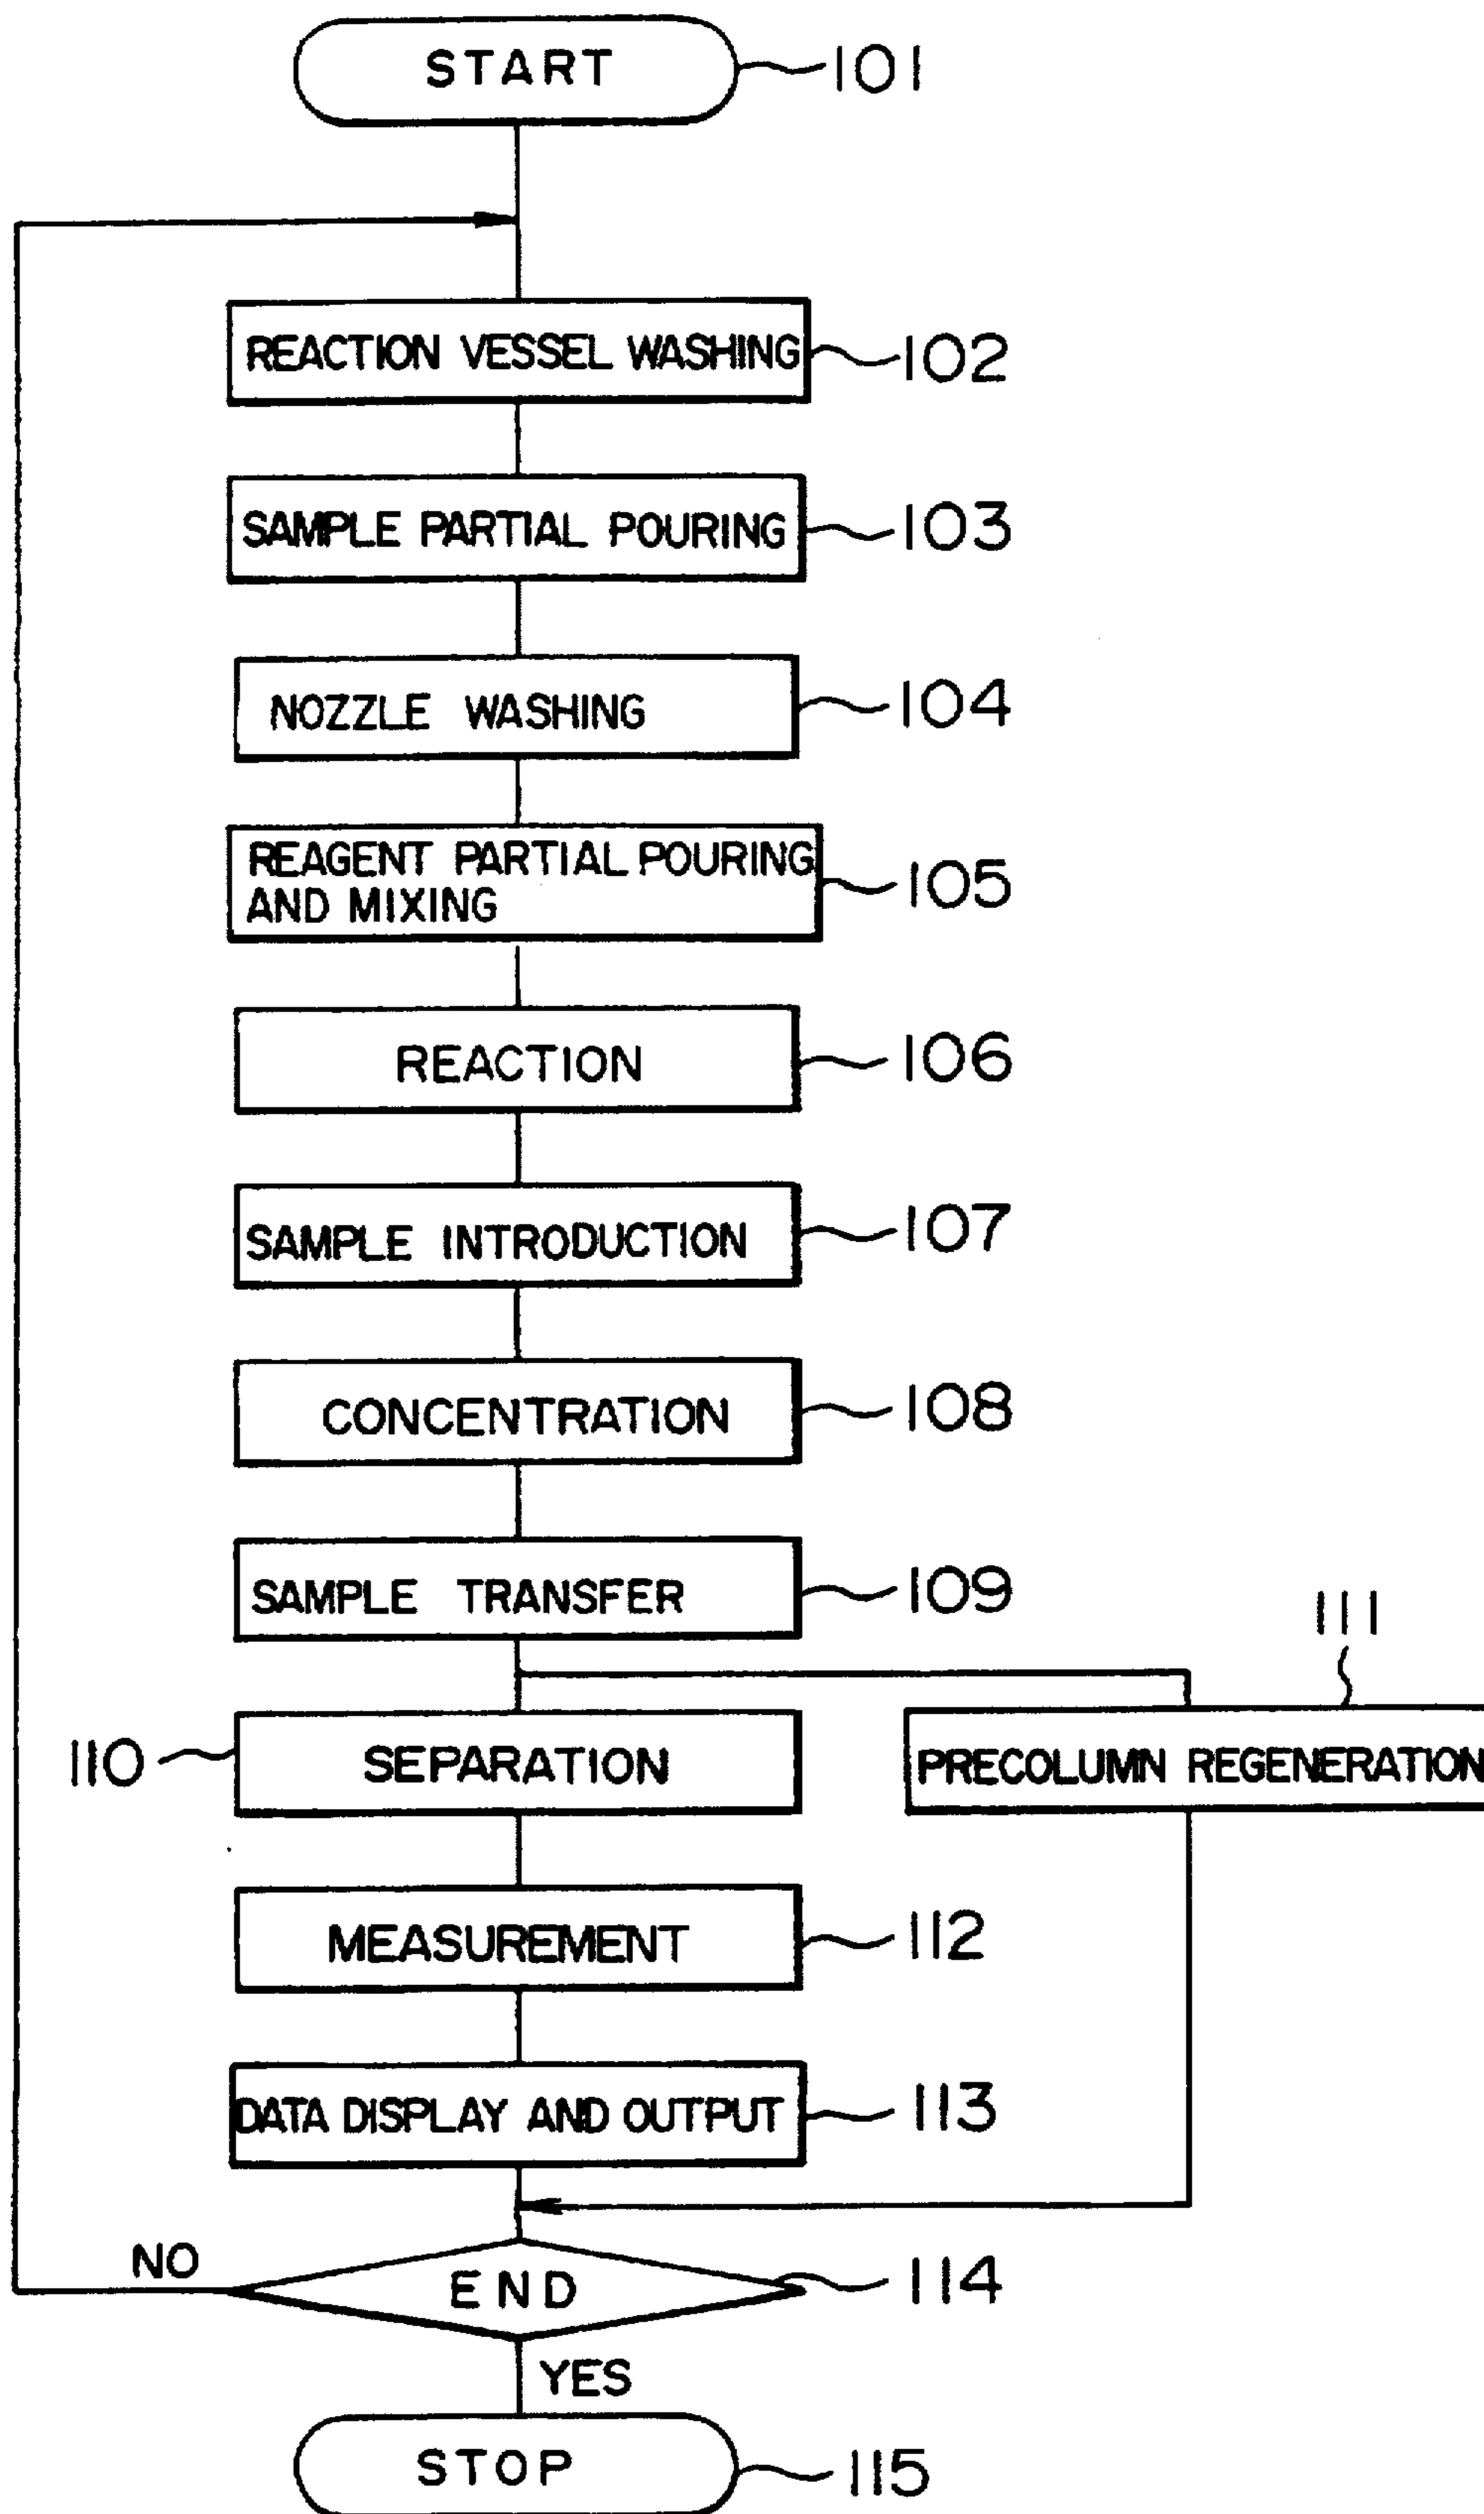 START
101
REACTION VESSEL WASHING
102
SAMPLE PARTIAL POURING
103
NOZZLE WASHING
104
REAGENT PARTIAL POURING
AND MIXING
105
REACTION
106
SAMPLE INTRODUCTION
107
CONCENTRATION
108
SAMPLE TRANSFER
109
111
110
SEPARATION
PRECOLUMN REGENERATION
MEASUREMENT
112
DATA DISPLAY AND OUTPUT
113
NO
END
114
YES
STOP
115